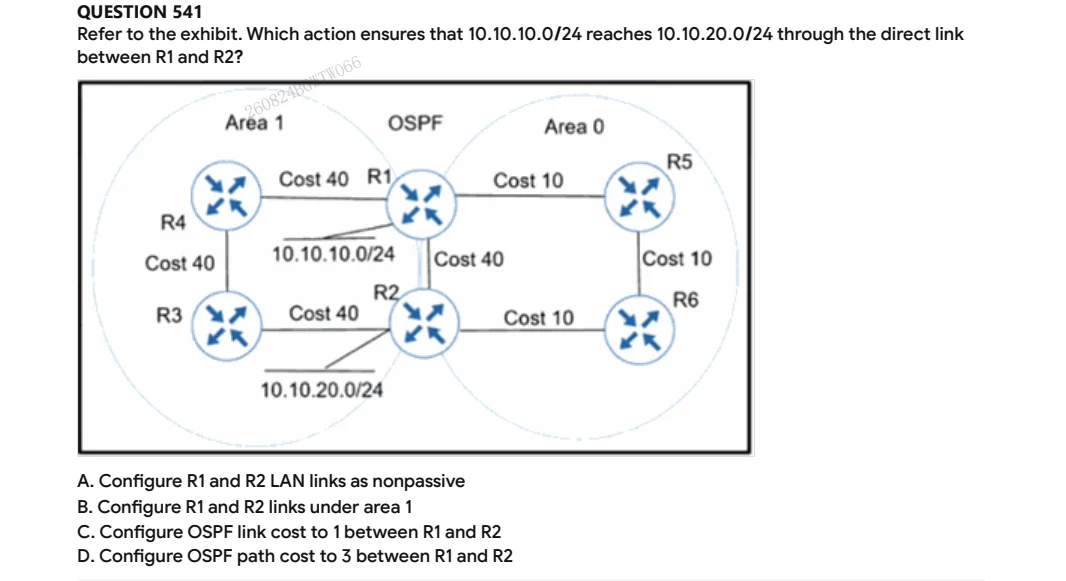 QUESTION 541
Refer to the exhibit. Which action ensures that 10.10.10.0/24 reaches 10.10.20.0/24 through the direct link
between R1 and R2?
Area 1
OSPF
Area 0
R5
Cost 40
R1
Cost 10
R4
10.10.10.0/24
Cost 40
Cost 40
Cost 10
R2
R6
R3
Cost 40
Cost 10
10.10.20.0/24
A. Configure R1 and R2 LAN links as nonpassive
B. Configure R1 and R2 links under area 1
C. Configure OSPF link cost to 1 between R1 and R2
D. Configure OSPF path cost to 3 between R1 and R2